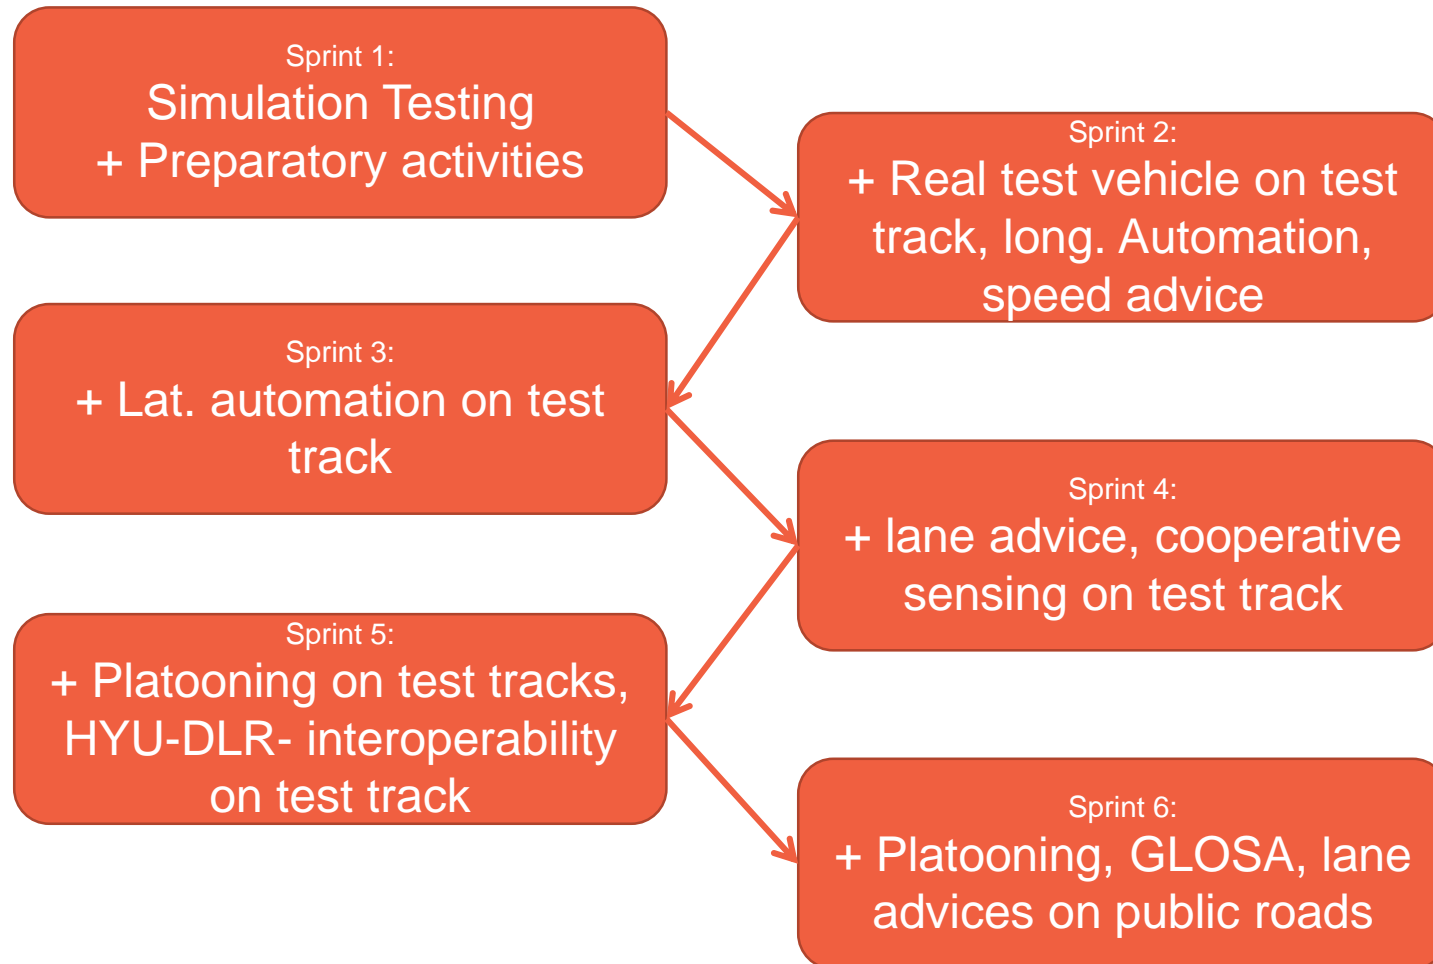 Sprint 1:
Simulation Testing
+ Preparatory activities
Sprint 2:
+ Real test vehicle on test
track, long. Automation,
speed advice
Sprint 3:
+ Lat. automation on test
track
Sprint 4:
+ lane advice, cooperative
sensing on test track
Sprint 5:
+ Platooning on test tracks,
HYU-DLR- interoperability
on test track
Sprint 6:
+ Platooning, GLOSA, lane
advices on public roads